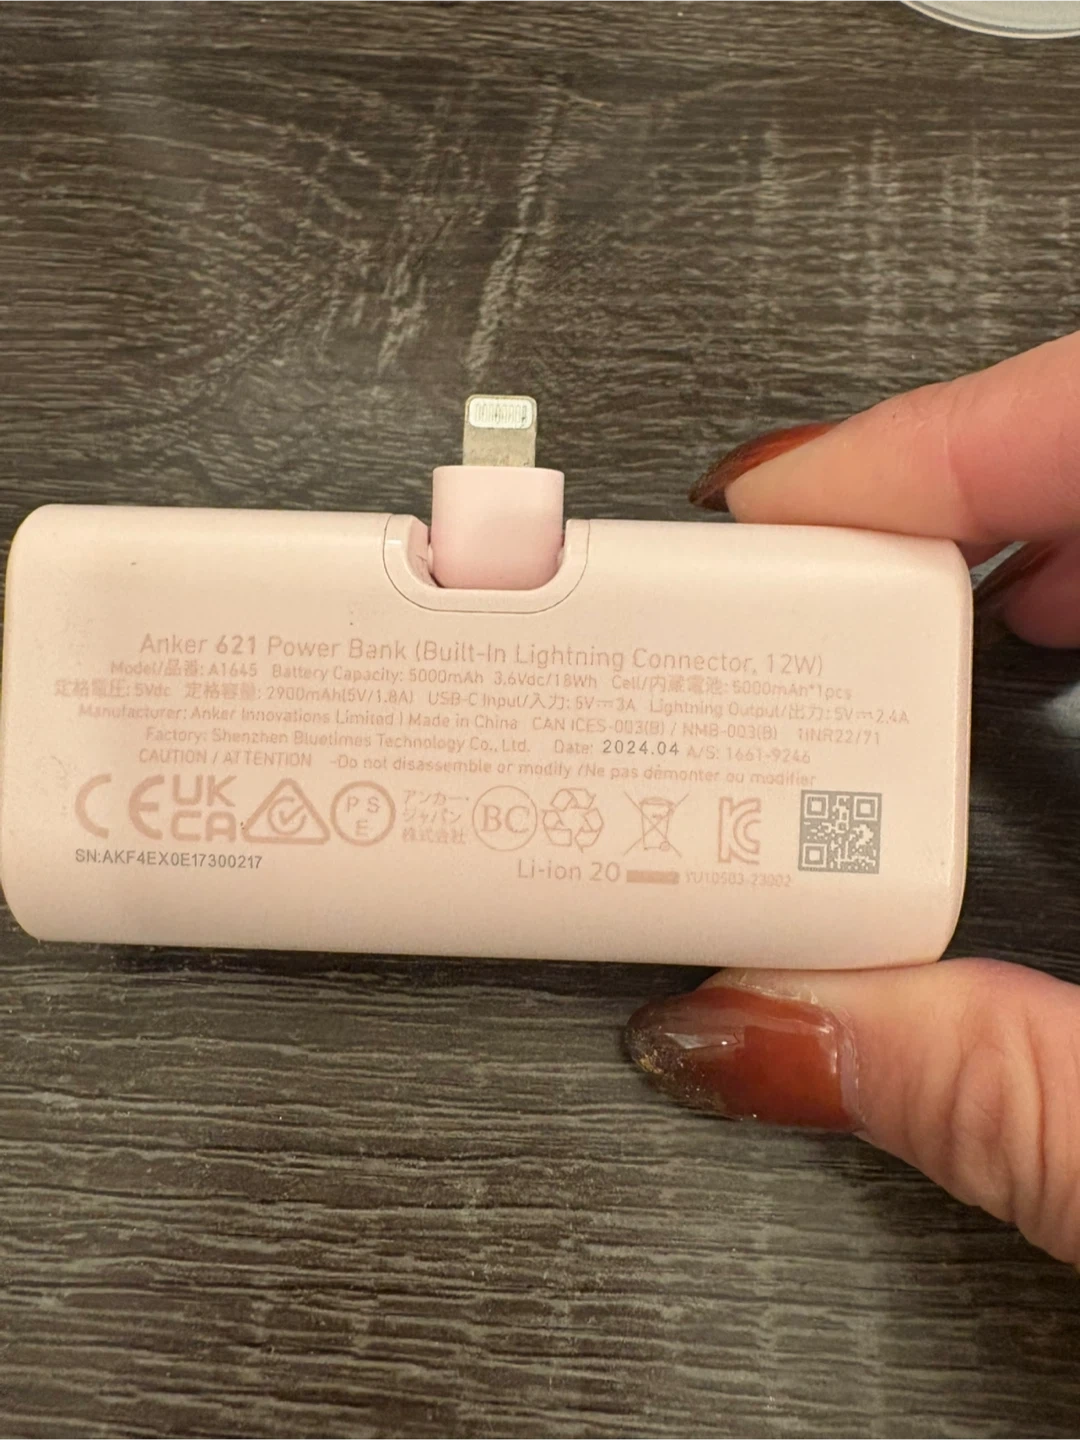 Anker 621 Power Bank (Built-In Lightning Connector, 12W)
Model/品番: A1645 Battery Capacity: 5000mAh 3.6Vdc/18Wh Cell/内蔵電池: 5000mAh*1pcs
定格電圧: 5Vdc 定格容量: 2900mAh(5V/1.8A) USB-C Input/入力: 5V⎓3A Lightning Output/出力: 5V⎓2.4A
Manufacturer: Anker Innovations Limited | Made in China CAN ICES-003(B) / NMB-003(B) 1INR22/71
Factory: Shenzhen Bluetimes Technology Co., Ltd. Date: 2024.04 A/S: 1661-9246
CAUTION / ATTENTION -Do not disassemble or modify /Ne pas démonter ou modifier
CE UK CA PSE アンカー・ジャパン株式会社 BC KC
SN:AKF4EX0E17300217
Li-ion 20 YU10503-23002